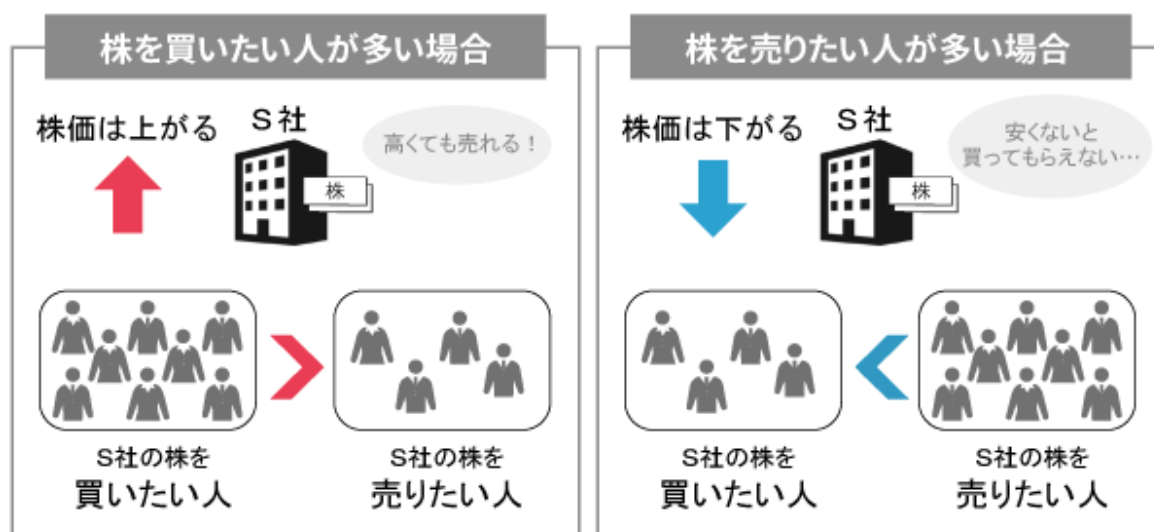 株を買いたい人が多い場合
株価は上がる
S社
高くても売れる！
株
S社の株を
買いたい人
S社の株を
売りたい人
株を売りたい人が多い場合
株価は下がる
S社
安くないと
買ってもらえない…
株
S社の株を
買いたい人
S社の株を
売りたい人